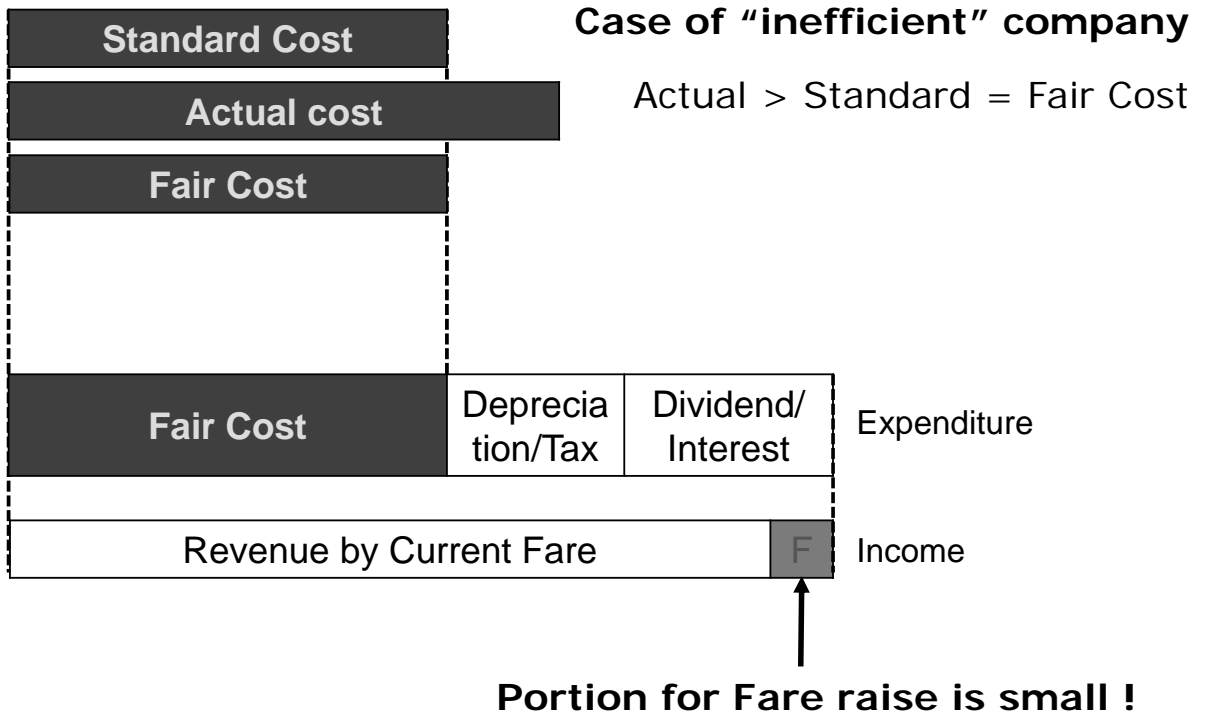 Case of “inefficient” company
Standard Cost
Actual > Standard = Fair Cost
Actual cost
Fair Cost
Fair Cost
Deprecia
tion/Tax
Dividend/
Interest
Expenditure
Revenue by Current Fare
F
Income
Portion for Fare raise is small !